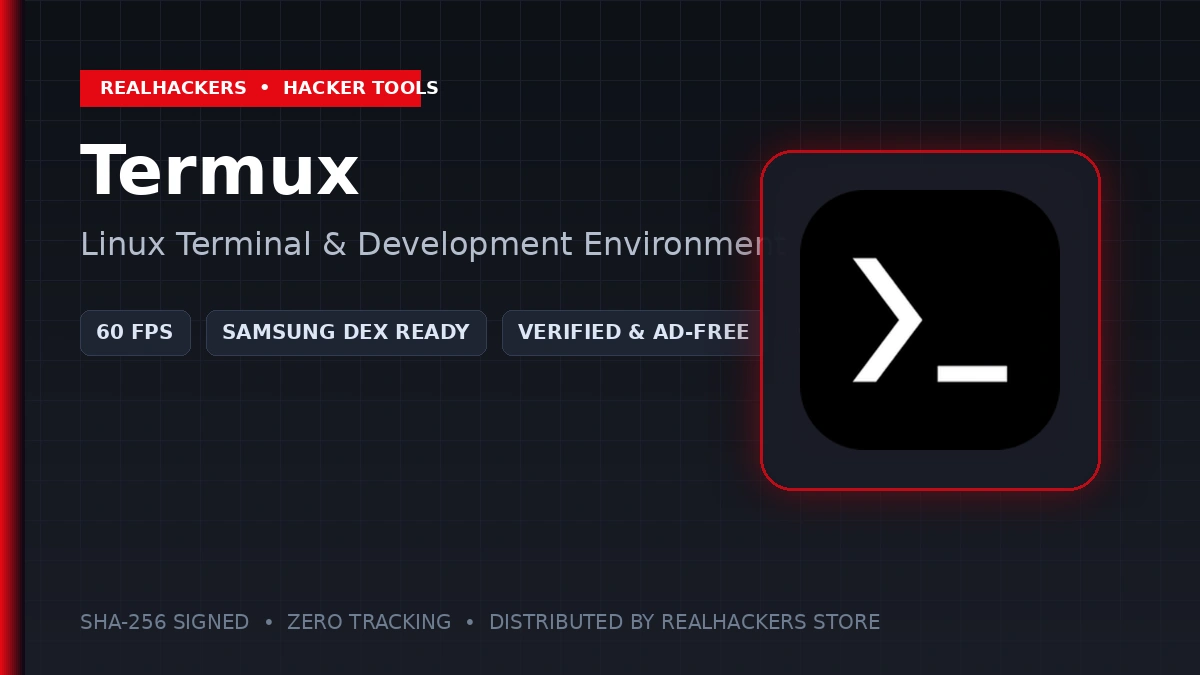 REALHACKERS • HACKER TOOLS
Termux
Linux Terminal & Development Environment
60 FPS
SAMSUNG DEX READY
VERIFIED & AD-FREE
SHA-256 SIGNED • ZERO TRACKING • DISTRIBUTED BY REALHACKERS STORE